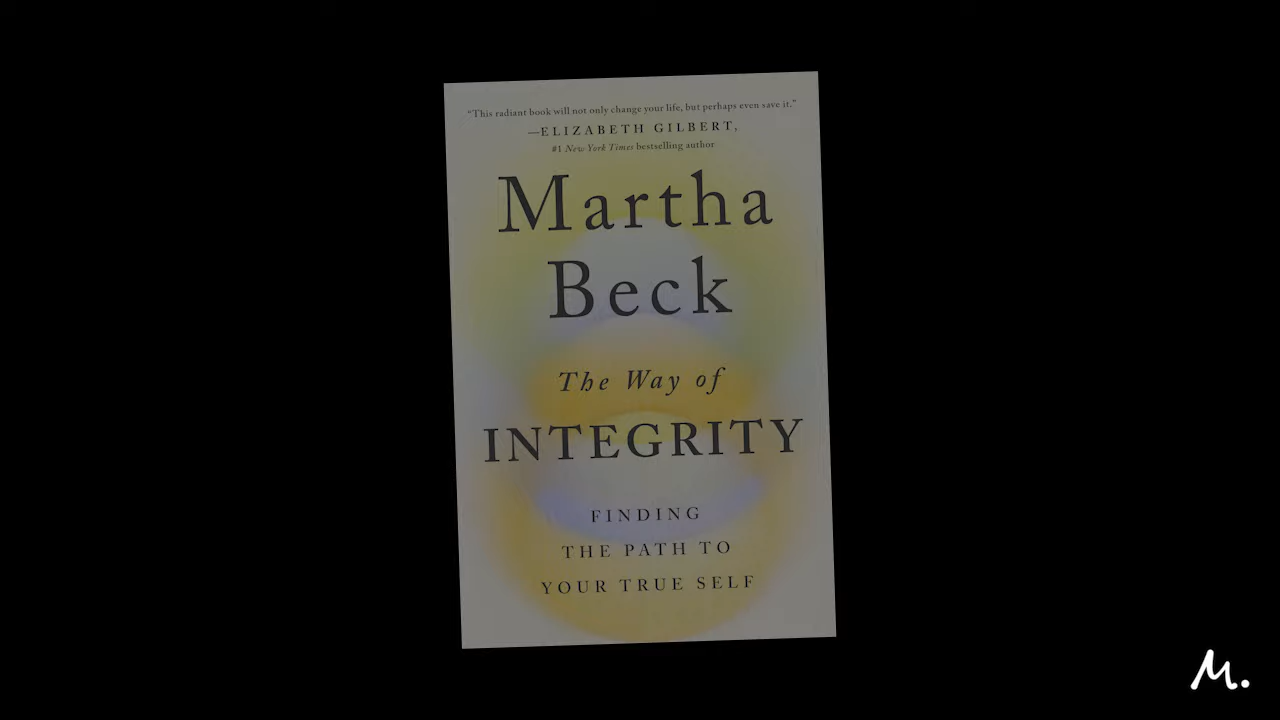 “This radiant book will not only change your life, but perhaps even save it.”
—ELIZABETH GILBERT,
#1 New York Times bestselling author
Martha
Beck
The Way of
INTEGRITY
FINDING
THE PATH TO
YOUR TRUE SELF
M.